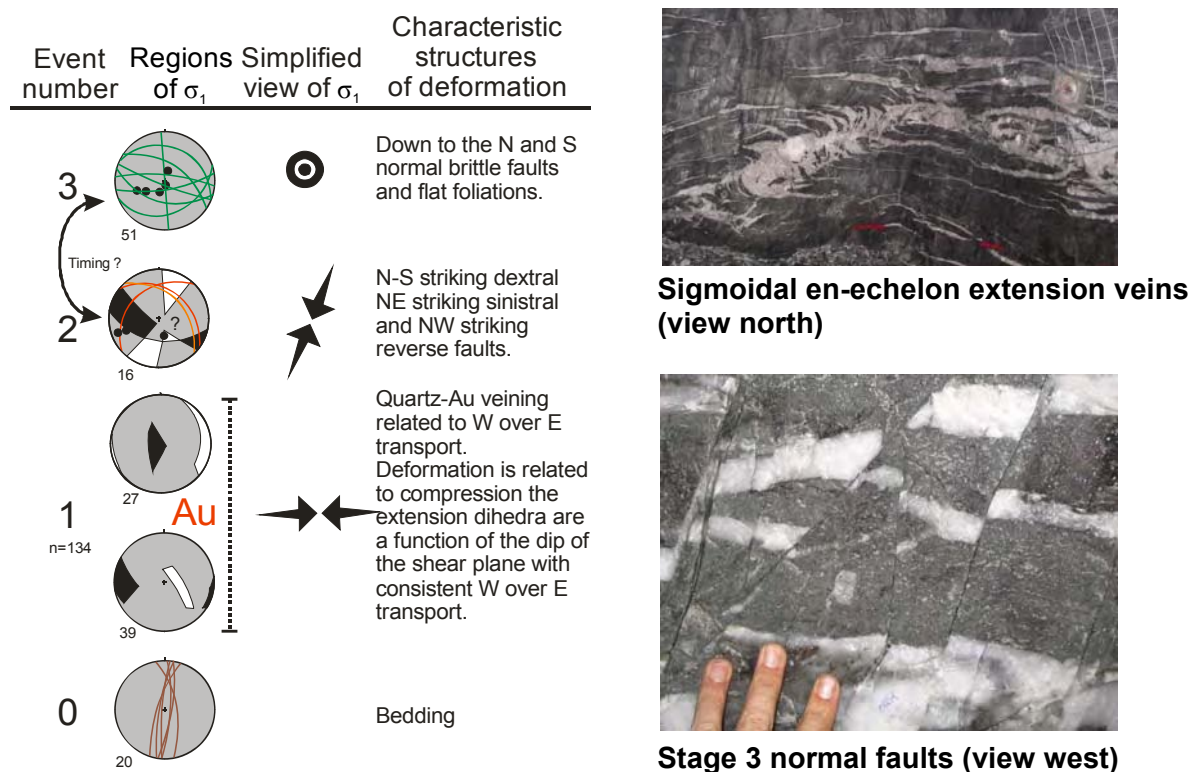 Event number
Regions of σ1
Simplified view of σ1
Characteristic structures of deformation
3
51
Down to the N and S
normal brittle faults
and flat foliations.
Timing ?
2
?
16
N-S striking dextral
NE striking sinistral
and NW striking
reverse faults.
1
n=134
27
Au
39
Quartz-Au veining
related to W over E
transport.
Deformation is related
to compression the
extension dihedra are
a function of the dip of
the shear plane with
consistent W over E
transport.
0
20
Bedding
Sigmoidal en-echelon extension veins
(view north)
Stage 3 normal faults (view west)